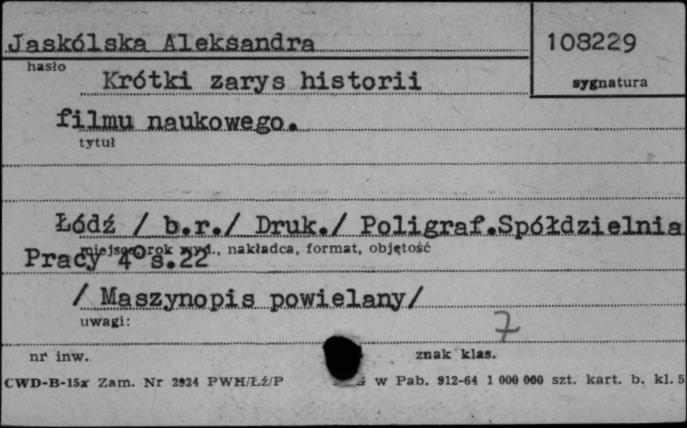 Jaskólska Aleksandra
108229
hasło
sygnatura
Krótki zarys historii
filmu naukowego.
tytuł
Łódź / b.r./ Druk./ Poligraf.Spółdzielnia
miejsce, rok wyd., nakładca, format, objętość
Pracy 4° s.22
/ Maszynopis powielany/
uwagi:
7
nr inw.
znak klas.
CWD-B-15x Zam. Nr 2924 PWH/Łź/P
w Pab. 912-64 1 000 000 szt. kart. b. kl. 5